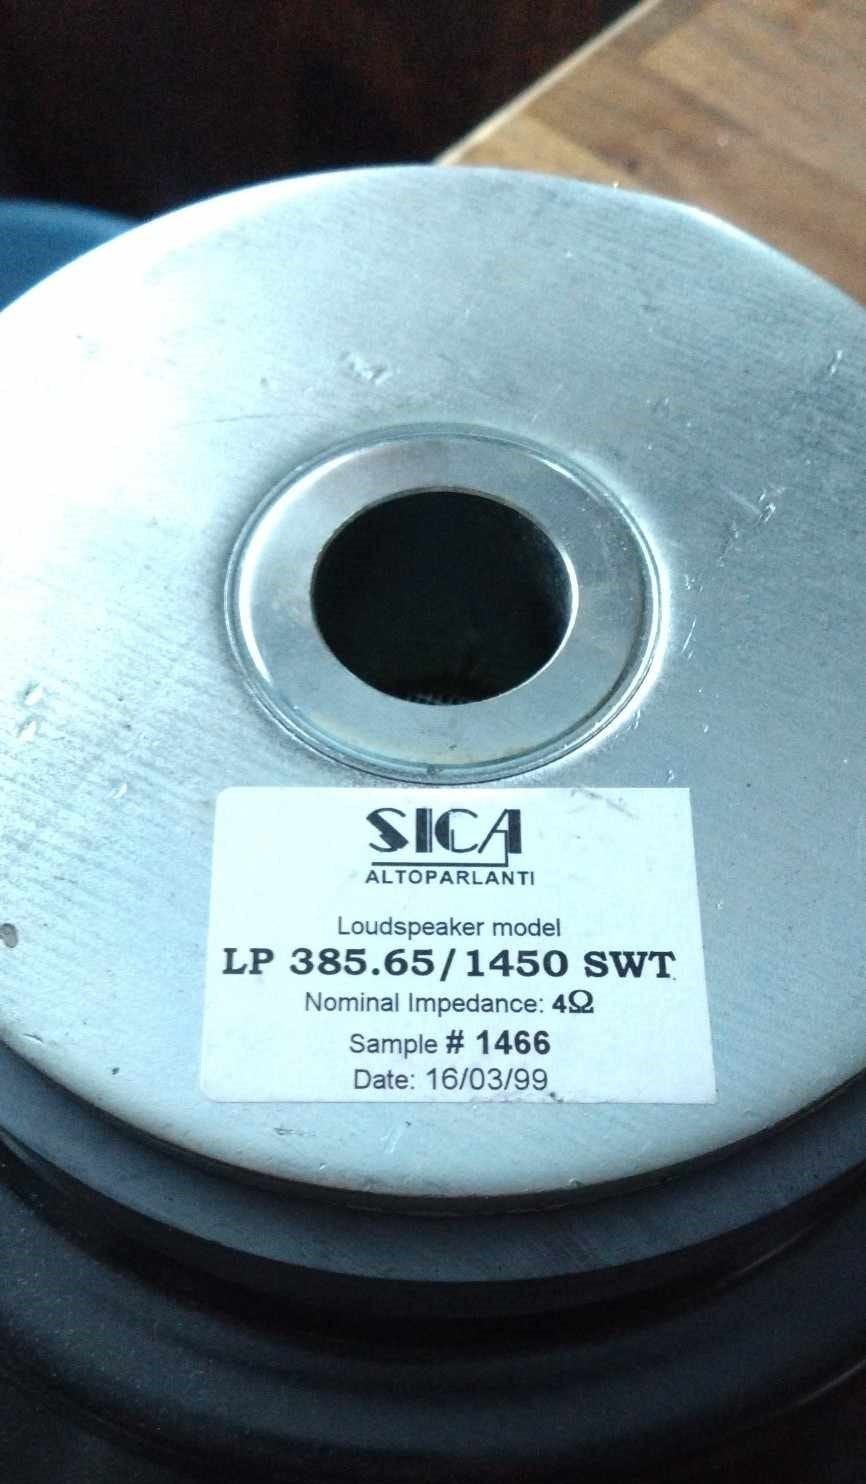 SICA
ALTOPARLANTI
Loudspeaker model
LP 385.65/1450 SWT
Nominal Impedance: 4Ω
Sample # 1466
Date: 16/03/99